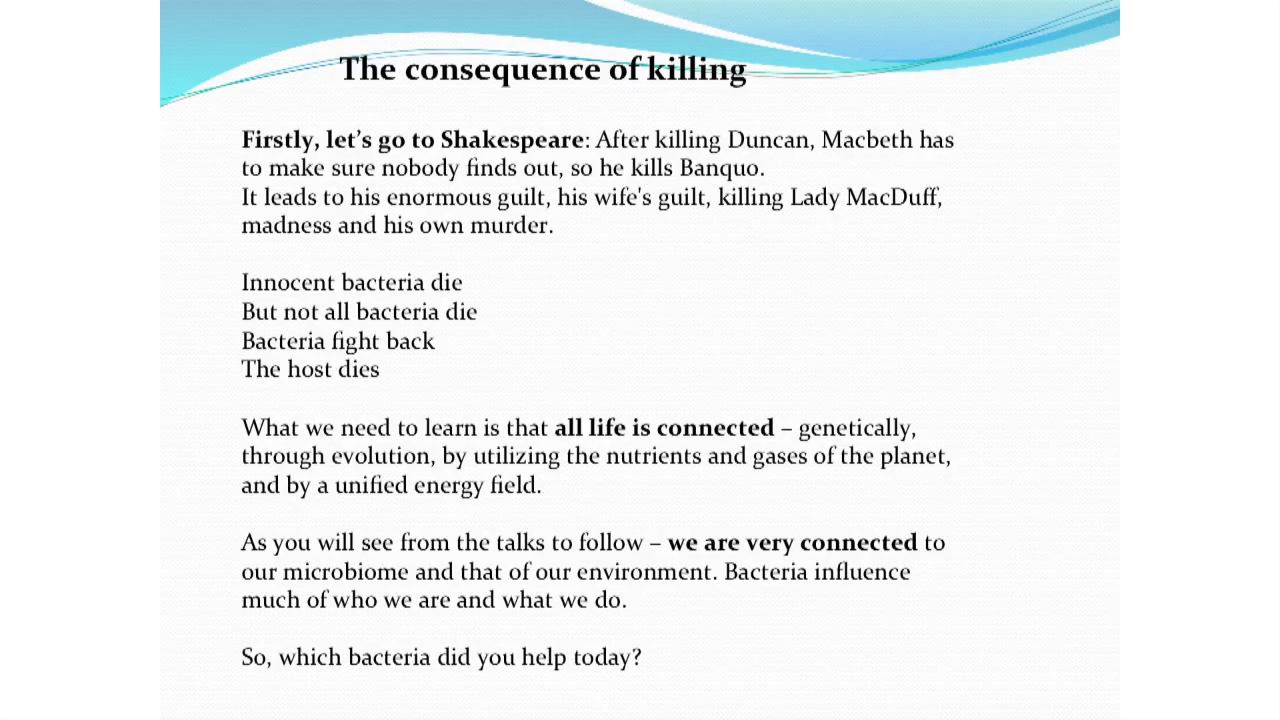 The consequence of killing
Firstly, let’s go to Shakespeare: After killing Duncan, Macbeth has
to make sure nobody finds out, so he kills Banquo.
It leads to his enormous guilt, his wife's guilt, killing Lady MacDuff,
madness and his own murder.
Innocent bacteria die
But not all bacteria die
Bacteria fight back
The host dies
What we need to learn is that all life is connected – genetically,
through evolution, by utilizing the nutrients and gases of the planet,
and by a unified energy field.
As you will see from the talks to follow – we are very connected to
our microbiome and that of our environment. Bacteria influence
much of who we are and what we do.
So, which bacteria did you help today?